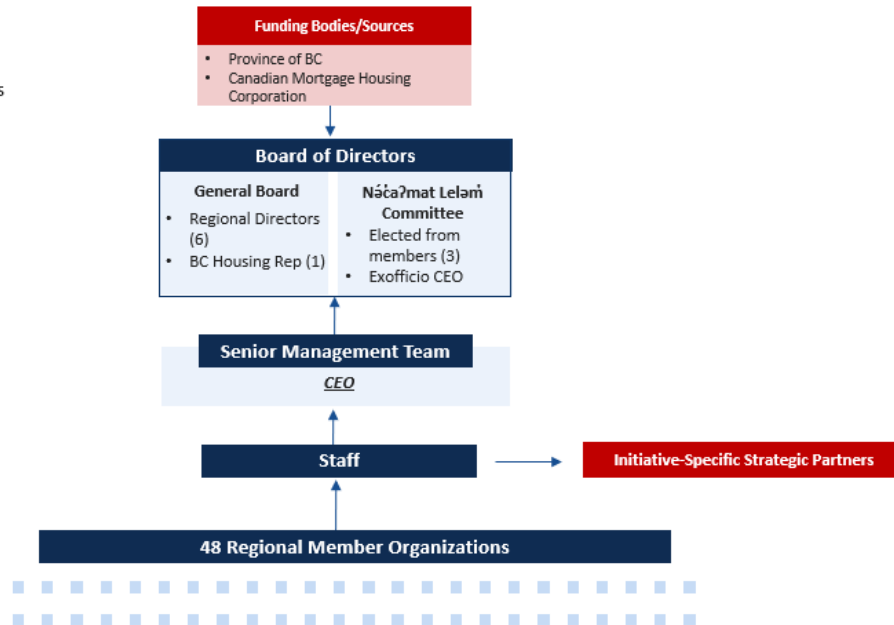 Funding Bodies/Sources
• Province of BC
• Canadian Mortgage Housing
Corporation
s
Board of Directors
General Board
• Regional Directors
(6)
• BC Housing Rep (1)
Nə́c̓aʔmat Leləm̓
Committee
• Elected from
members (3)
• Exofficio CEO
Senior Management Team
CEO
Staff
Initiative-Specific Strategic Partners
48 Regional Member Organizations